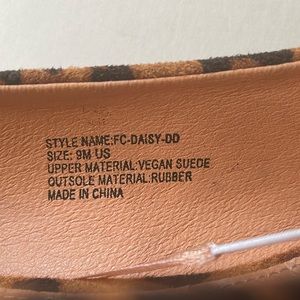 STYLE NAME:FC-DAISY-DD
SIZE: 9M US
UPPER MATERIAL:VEGAN SUEDE
OUTSOLE MATERIAL:RUBBER
MADE IN CHINA